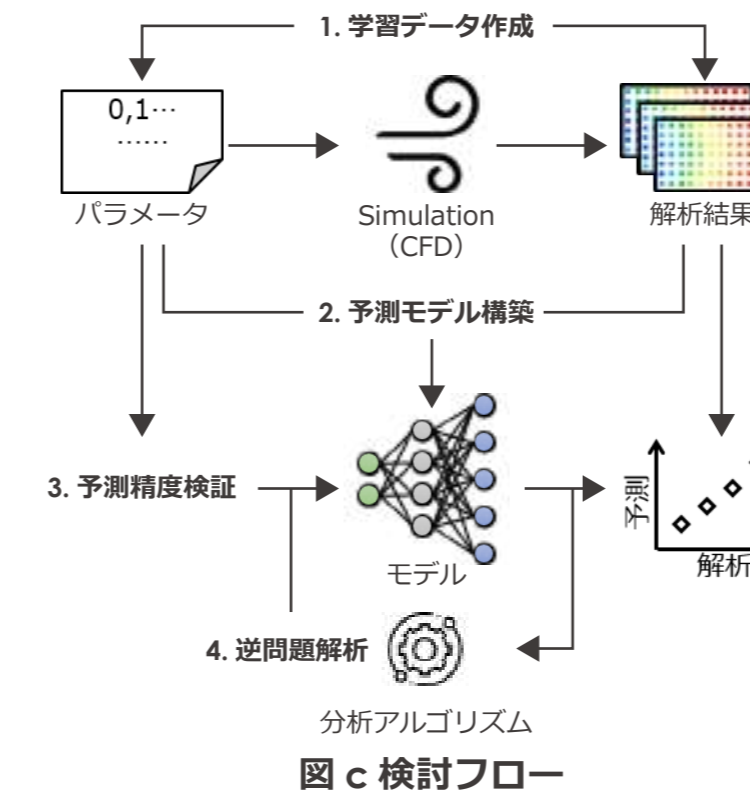 1. 学習データ作成
0,1…
……
パラメータ
Simulation
（CFD）
解析結果
2. 予測モデル構築
3. 予測精度検証
モデル
予測
解析
4. 逆問題解析
分析アルゴリズム
図 c 検討フロー